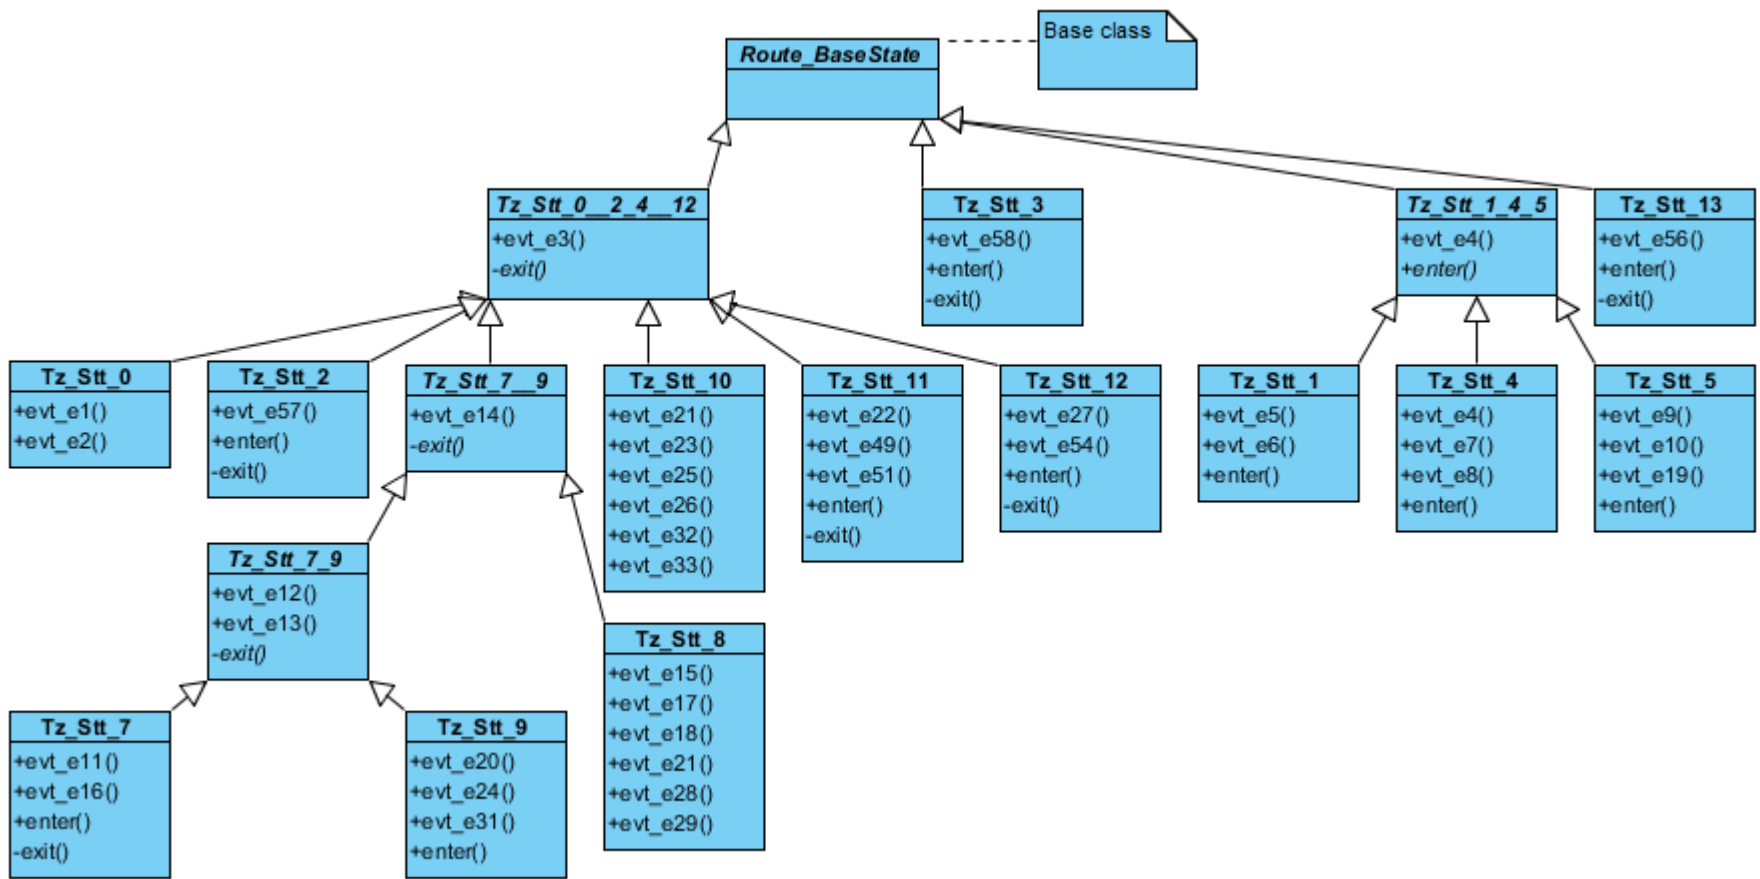 Base class
Route_BaseState
Tz_Stt_0__2_4__12
+evt_e3()
-exit()
Tz_Stt_3
+evt_e58()
+enter()
-exit()
Tz_Stt_1_4_5
+evt_e4()
+enter()
Tz_Stt_13
+evt_e56()
+enter()
-exit()
Tz_Stt_0
+evt_e1()
+evt_e2()
Tz_Stt_2
+evt_e57()
+enter()
-exit()
Tz_Stt_7__9
+evt_e14()
-exit()
Tz_Stt_10
+evt_e21()
+evt_e23()
+evt_e25()
+evt_e26()
+evt_e32()
+evt_e33()
Tz_Stt_11
+evt_e22()
+evt_e49()
+evt_e51()
+enter()
-exit()
Tz_Stt_12
+evt_e27()
+evt_e54()
+enter()
-exit()
Tz_Stt_1
+evt_e5()
+evt_e6()
+enter()
Tz_Stt_4
+evt_e4()
+evt_e7()
+evt_e8()
+enter()
Tz_Stt_5
+evt_e9()
+evt_e10()
+evt_e19()
+enter()
Tz_Stt_7_9
+evt_e12()
+evt_e13()
-exit()
Tz_Stt_8
+evt_e15()
+evt_e17()
+evt_e18()
+evt_e21()
+evt_e28()
+evt_e29()
Tz_Stt_7
+evt_e11()
+evt_e16()
+enter()
-exit()
Tz_Stt_9
+evt_e20()
+evt_e24()
+evt_e31()
+enter()